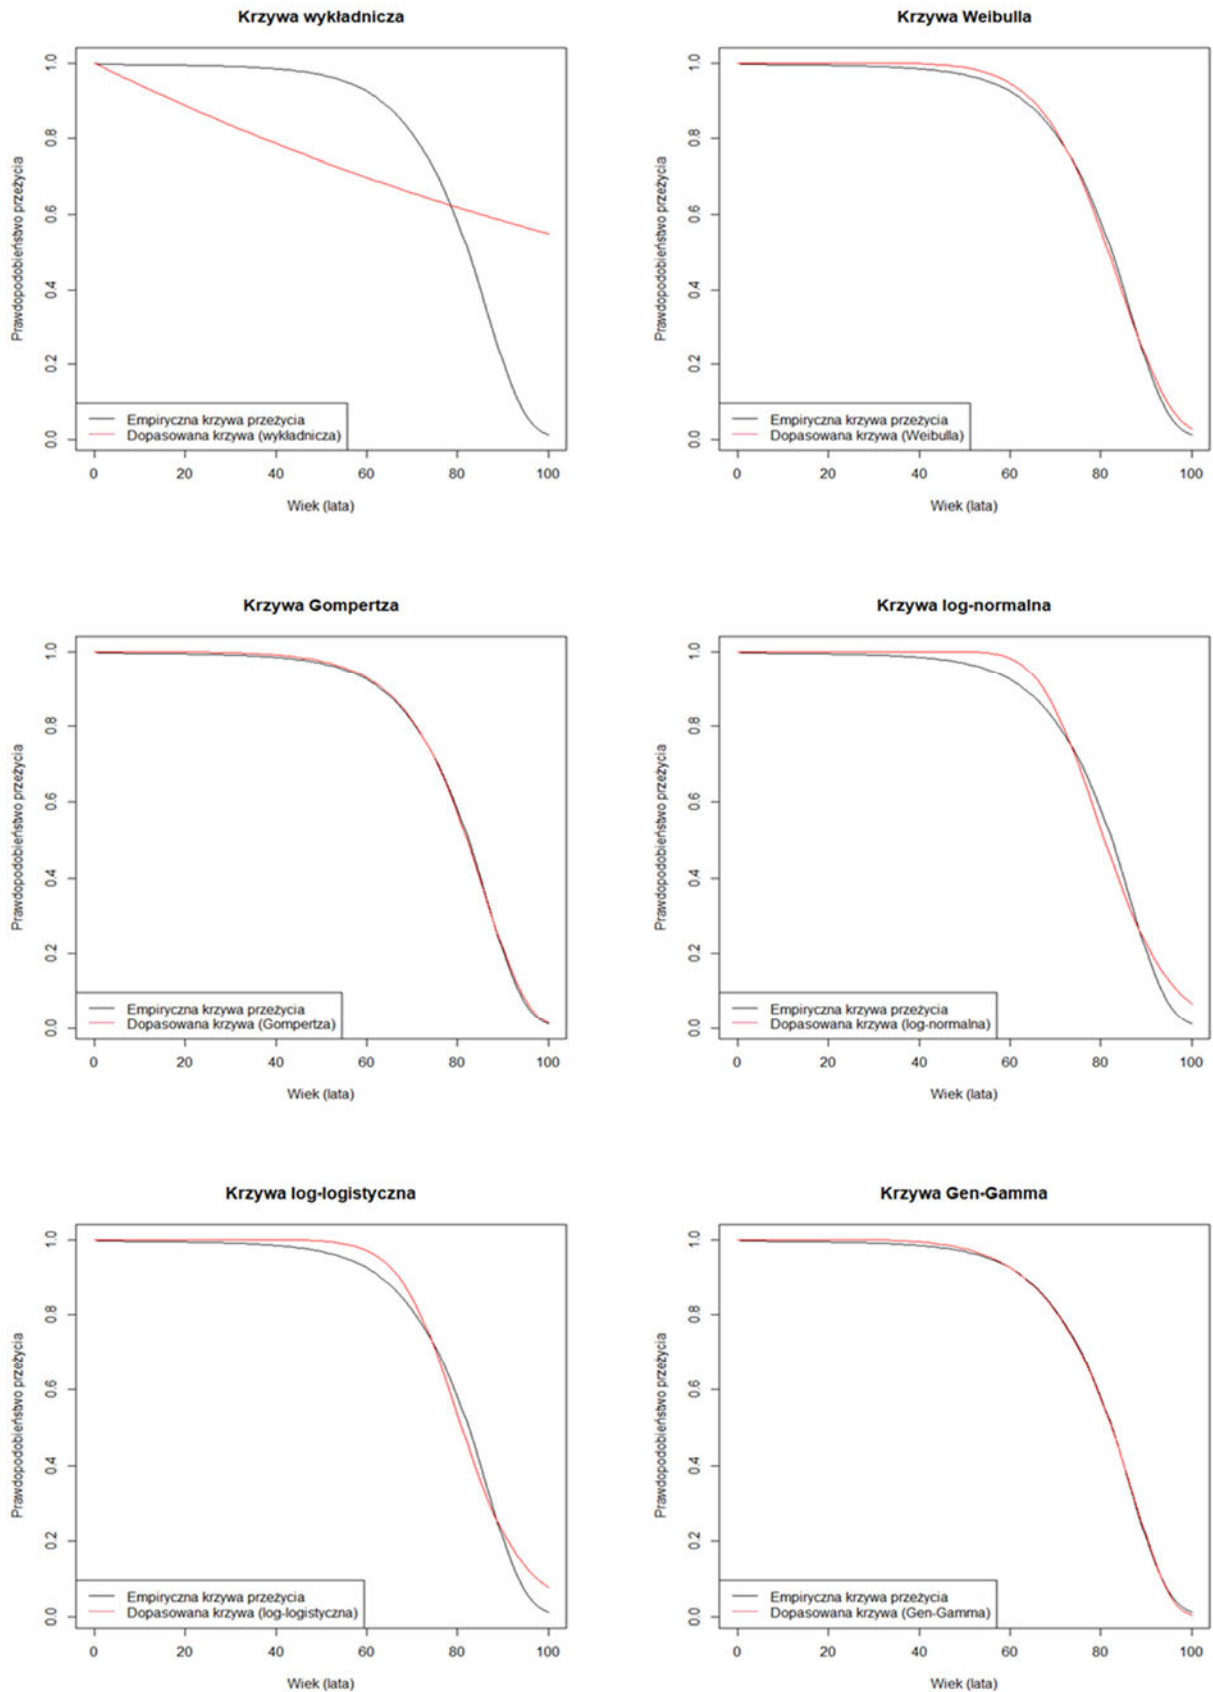 Krzywa wykładnicza
Prawdopodobieństwo przeżycia
1.0
0.8
0.6
0.4
0.2
0.0
Empiryczna krzywa przeżycia
Dopasowana krzywa (wykładnicza)
0 20 40 60 80 100
Wiek (lata)
Krzywa Weibulla
Prawdopodobieństwo przeżycia
1.0
0.8
0.6
0.4
0.2
0.0
Empiryczna krzywa przeżycia
Dopasowana krzywa (Weibulla)
0 20 40 60 80 100
Wiek (lata)
Krzywa Gompertza
Prawdopodobieństwo przeżycia
1.0
0.8
0.6
0.4
0.2
0.0
Empiryczna krzywa przeżycia
Dopasowana krzywa (Gompertza)
0 20 40 60 80 100
Wiek (lata)
Krzywa log-normalna
Prawdopodobieństwo przeżycia
1.0
0.8
0.6
0.4
0.2
0.0
Empiryczna krzywa przeżycia
Dopasowana krzywa (log-normalna)
0 20 40 60 80 100
Wiek (lata)
Krzywa log-logistyczna
Prawdopodobieństwo przeżycia
1.0
0.8
0.6
0.4
0.2
0.0
Empiryczna krzywa przeżycia
Dopasowana krzywa (log-logistyczna)
0 20 40 60 80 100
Wiek (lata)
Krzywa Gen-Gamma
Prawdopodobieństwo przeżycia
1.0
0.8
0.6
0.4
0.2
0.0
Empiryczna krzywa przeżycia
Dopasowana krzywa (Gen-Gamma)
0 20 40 60 80 100
Wiek (lata)